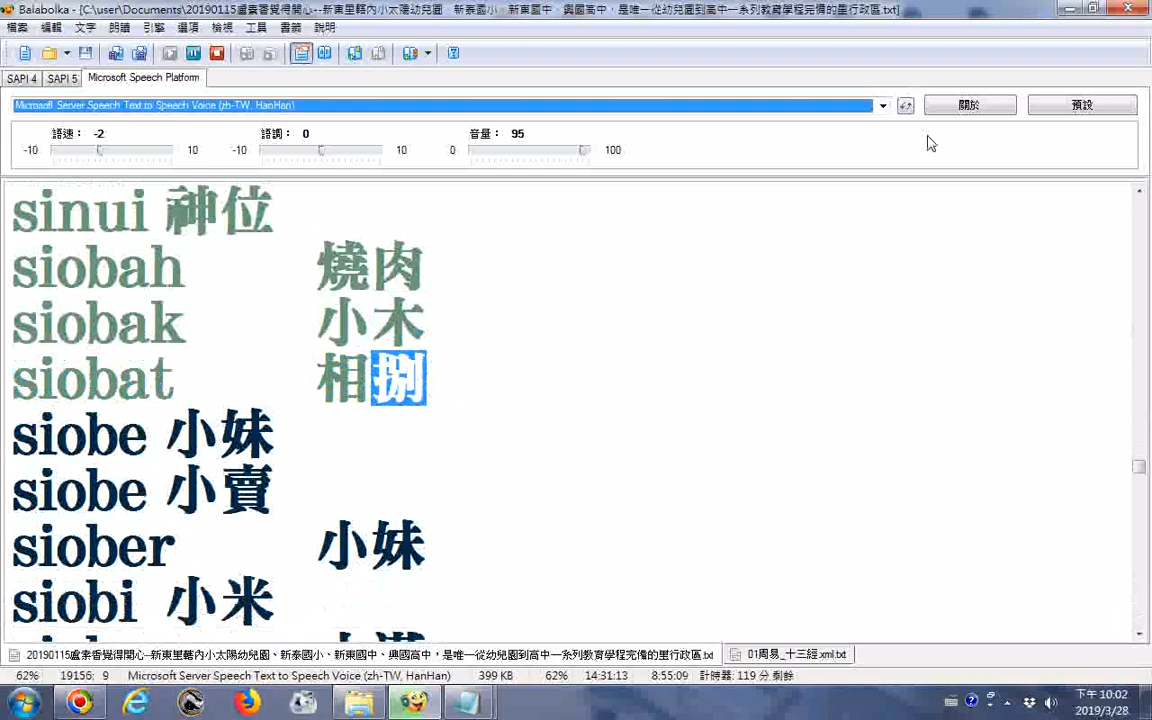 Balabolka - [C:\user\Documents\20190115盧素香覺得開心--新東里轄內小太陽幼兒園、新泰國小、新東國中、興國高中，是唯一從幼兒園到高中一系列教育學程完備的里行政區.txt]
檔案 編輯 文字 朗讀 引擎 選項 檢視 工具 書籤 說明
SAPI 4 SAPI 5 Microsoft Speech Platform
Microsoft Server Speech Text to Speech Voice (zh-TW, HanHan) 關於 預設
語速： -2 語調： 0 音量： 95
-10 10 -10 10 0 100
sinui 神位
siobah 燒肉
siobak 小木
siobat 相捌
siobe 小妹
siobe 小賣
siober 小妹
siobi 小米
20190115盧素香覺得開心--新東里轄內小太陽幼兒園、新泰國小、新東國中、興國高中，是唯一從幼兒園到高中一系列教育學程完備的里行政區.txt 01周易_十三經.xml.txt
62% 19156: 9 Microsoft Server Speech Text to Speech Voice (zh-TW, HanHan) 399 KB 62% 14:31:13 8:55:09 計時器: 119 分 剩餘
下午 10:02
2019/3/28